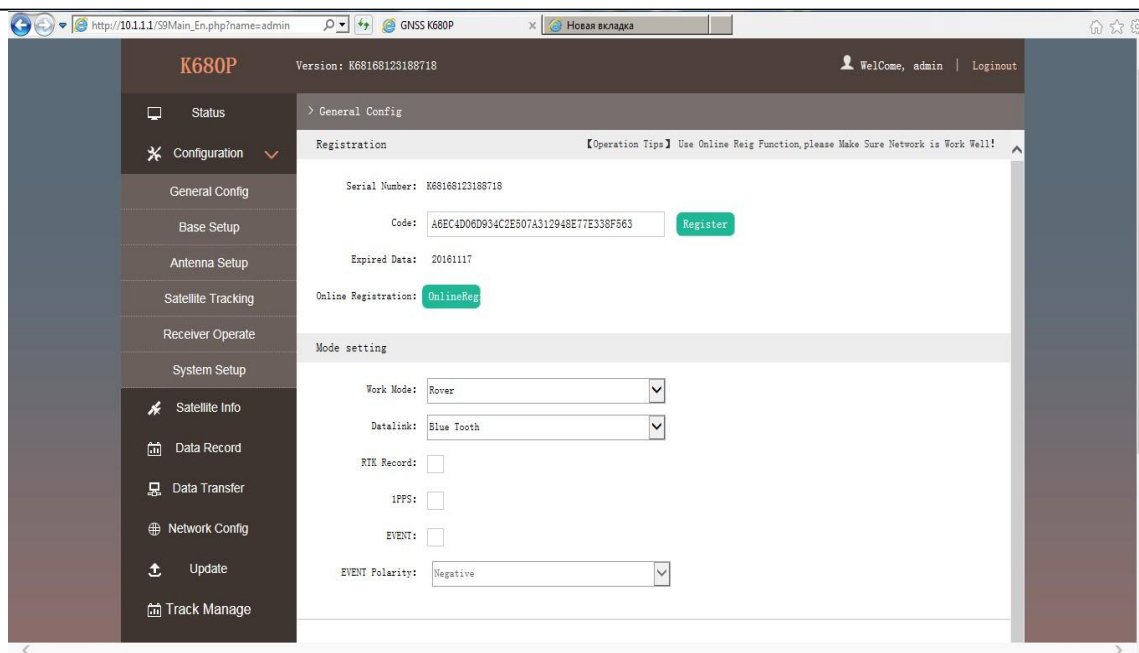 http://10.1.1.1/S9Main_En.php?name=admin
GNSS K680P
Новая вкладка
K680P
Version: K68168123188718
WelCome, admin | Loginout
Status
> General Config
Configuration
Registration
【Operation Tips】 Use Online Reig Function,please Make Sure Network is Work Well!
General Config
Serial Number: K68168123188718
Base Setup
Code: A6EC4D06D934C2E507A312948E77E338F563 Register
Antenna Setup
Expired Data: 20161117
Satellite Tracking
Online Registration: OnlineReg
Receiver Operate
Mode setting
System Setup
Work Mode: Rover
Satellite Info
Datalink: Blue Tooth
Data Record
RTK Record:
Data Transfer
1PPS:
Network Config
EVENT:
Update
EVENT Polarity: Negative
Track Manage